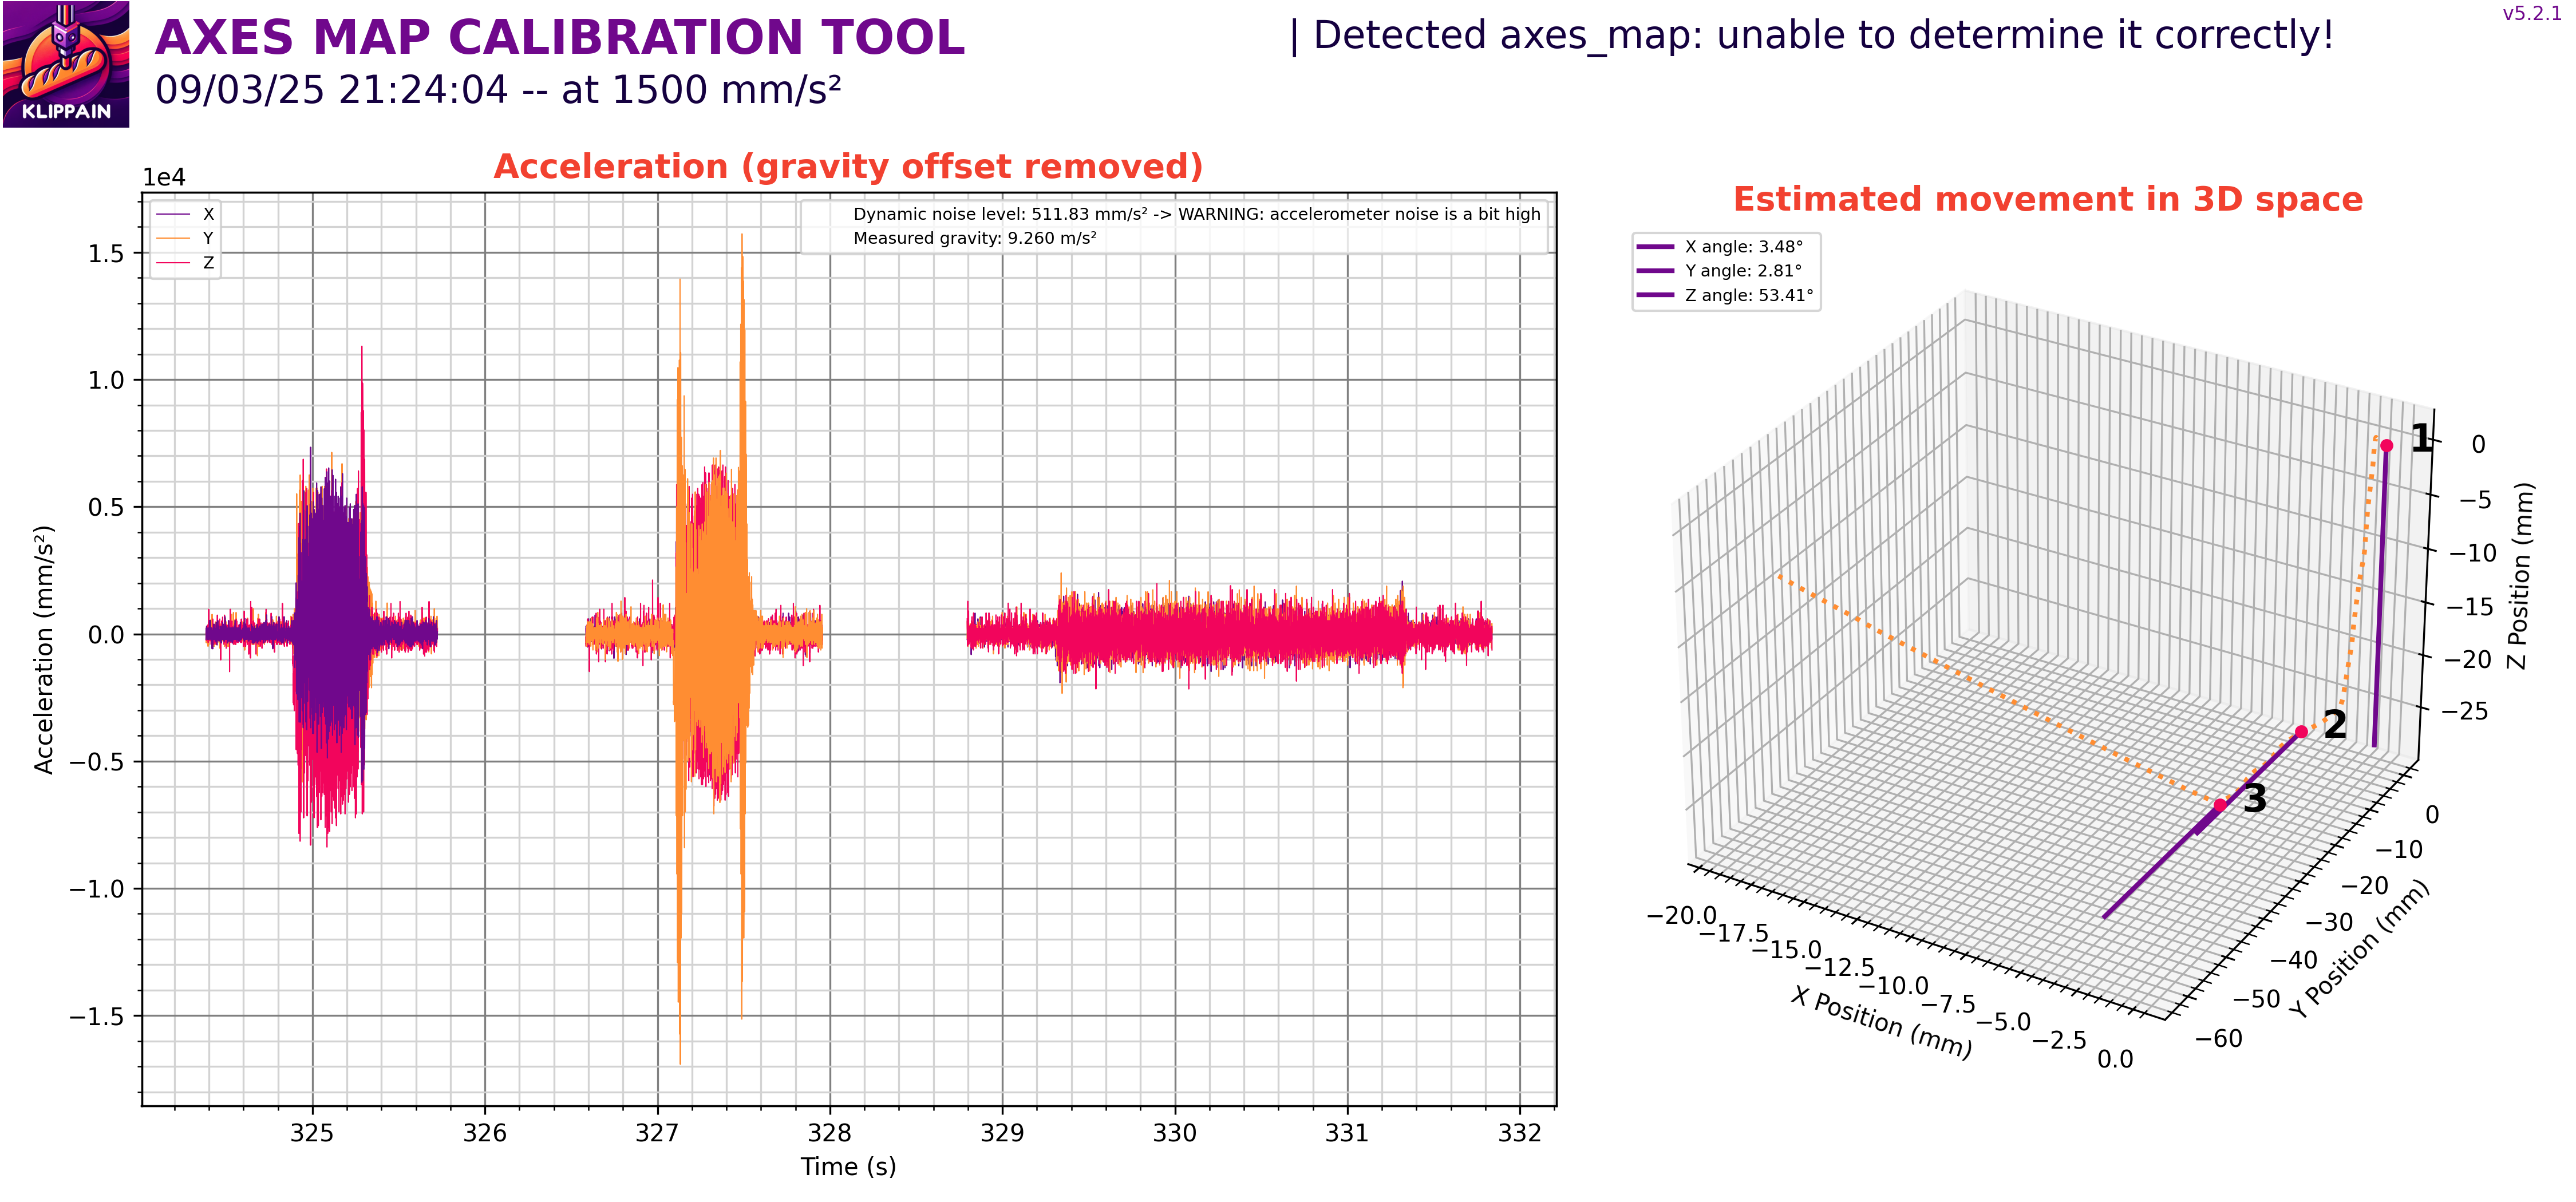 v5.2.1
AXES MAP CALIBRATION TOOL
| Detected axes_map: unable to determine it correctly!
09/03/25 21:24:04 -- at 1500 mm/s²
KLIPPAIN
Acceleration (gravity offset removed)
1e4
X
Y
Z
Dynamic noise level: 511.83 mm/s² -> WARNING: accelerometer noise is a bit high
Measured gravity: 9.260 m/s²
1.5
1.0
0.5
0.0
−0.5
−1.0
−1.5
Acceleration (mm/s²)
325
326
327
328
329
330
331
332
Time (s)
Estimated movement in 3D space
X angle: 3.48°
Y angle: 2.81°
Z angle: 53.41°
1
2
3
0
−5
−10
−15
−20
−25
Z Position (mm)
0
−10
−20
−30
−40
−50
−60
Y Position (mm)
−20.0
−17.5
−15.0
−12.5
−10.0
−7.5
−5.0
−2.5
0.0
X Position (mm)